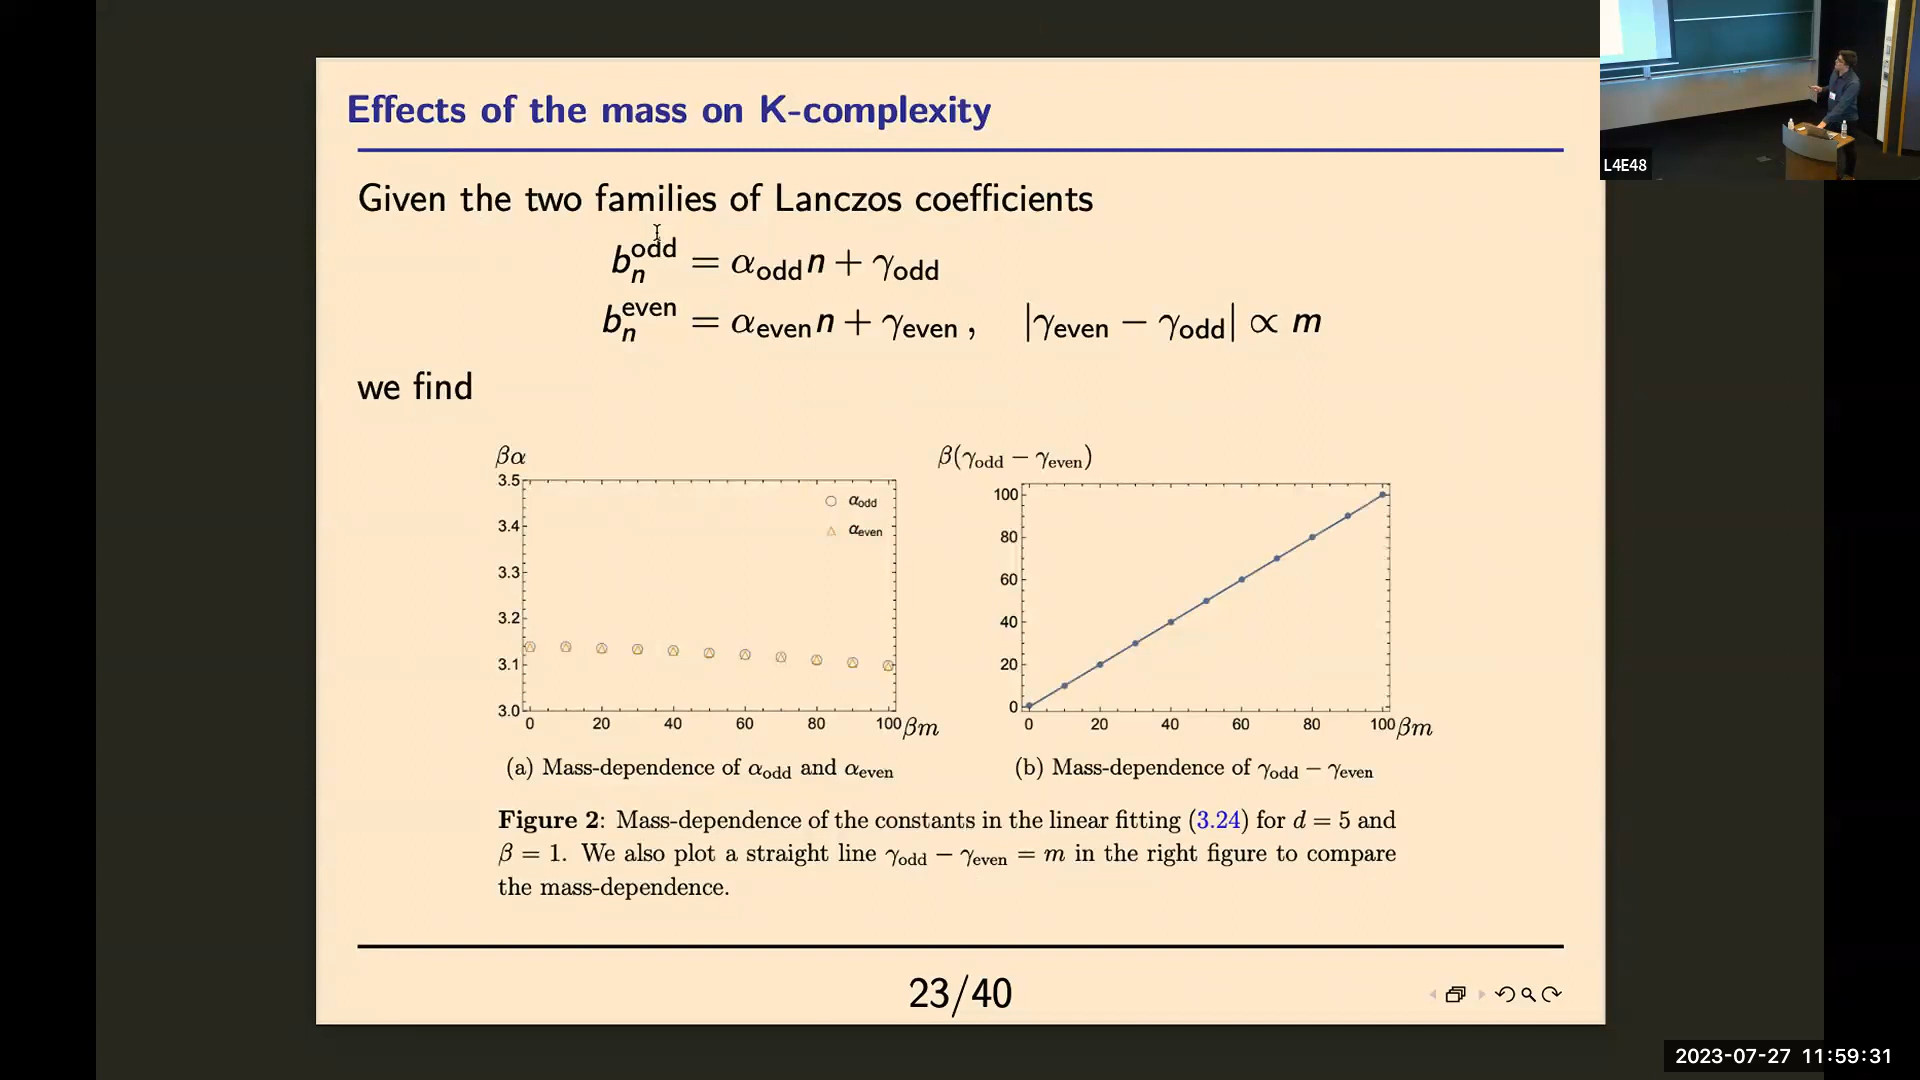 Effects of the mass on K-complexity
L4E48
Given the two families of Lanczos coefficients
b_n^odd = α_odd n + γ_odd
b_n^even = α_even n + γ_even ,   |γ_even − γ_odd| ∝ m
we find
βα
3.5
3.4
3.3
3.2
3.1
3.0
α_odd
α_even
0 20 40 60 80 100 βm
(a) Mass-dependence of α_odd and α_even
β(γ_odd − γ_even)
100
80
60
40
20
0
0 20 40 60 80 100 βm
(b) Mass-dependence of γ_odd − γ_even
Figure 2: Mass-dependence of the constants in the linear fitting (3.24) for d = 5 and
β = 1. We also plot a straight line γ_odd − γ_even = m in the right figure to compare
the mass-dependence.
23/40
2023-07-27 11:59:31